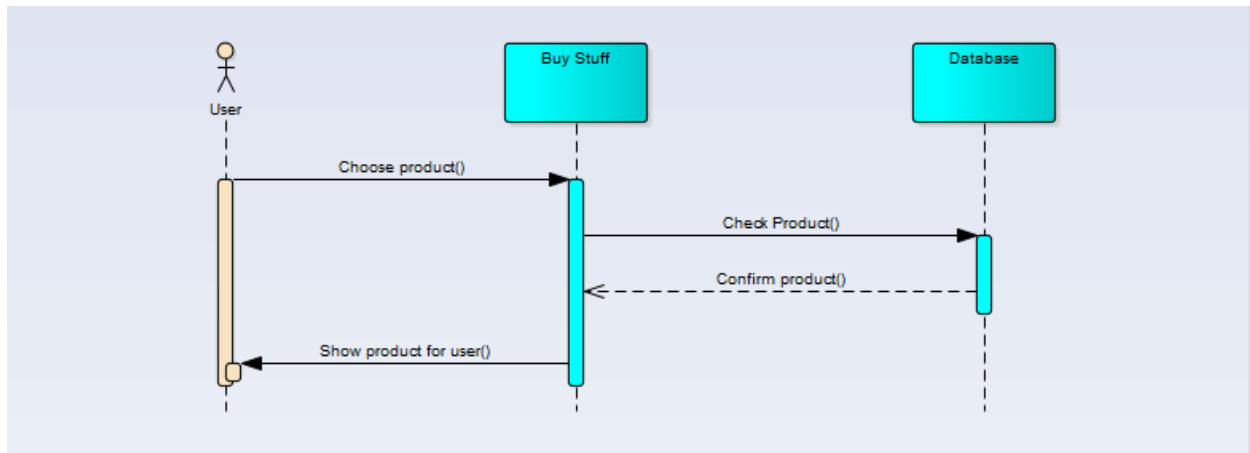 User
Buy Stuff
Database
Choose product()
Check Product()
Confirm product()
Show product for user()